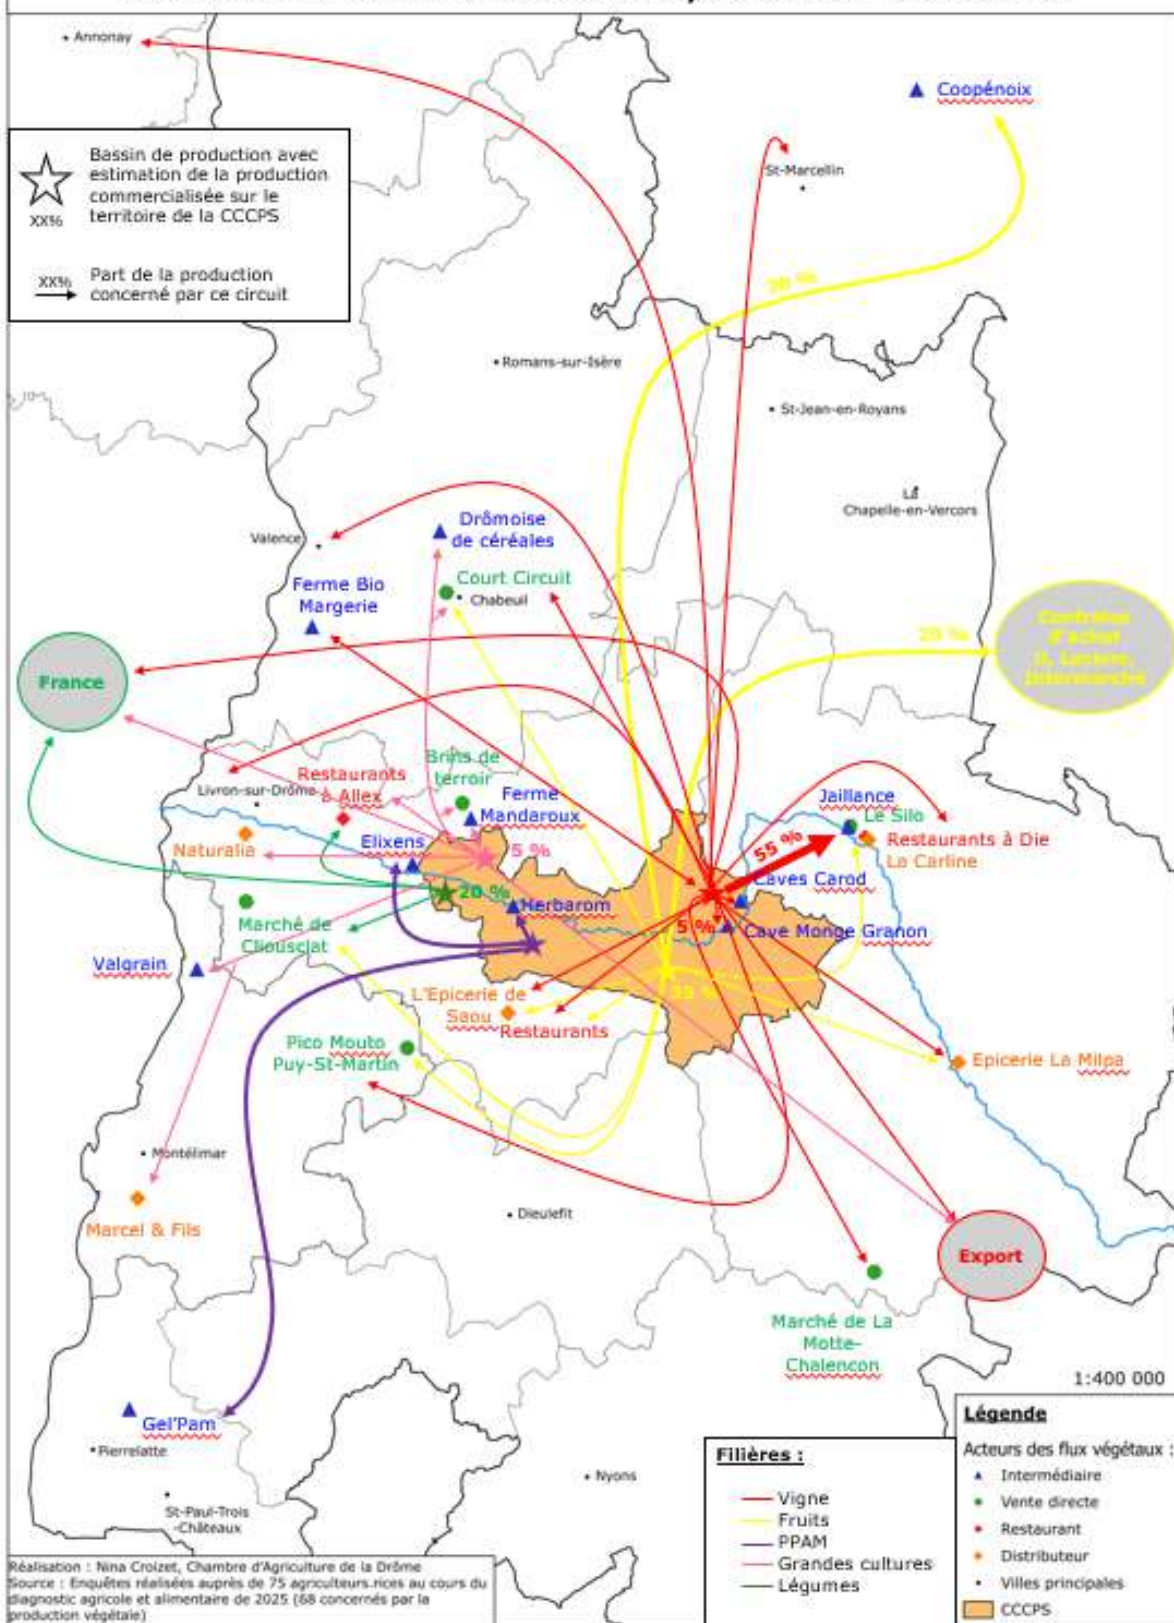 Annonay
Coopénoix
Bassin de production avec
estimation de la production
commercialisée sur le
territoire de la CCCPS
XX%
XX%
Part de la production
concerné par ce circuit
St-Marcellin
Romans-sur-Isère
St-Jean-en-Royans
La
Chapelle-en-Vercors
Valence
Drômoise
de céréales
Court Circuit
Chabeuil
Ferme Bio
Margerie
20 %
d'achat
U, Leclerc,
Intermarché
France
Livron-sur-Drôme
Restaurants
à Allex
Brins de
terroir
Ferme
Mandaroux
Jaillance
Le Silo
Restaurants à Die
La Carline
Naturalia
Elixens
5 %
55 %
Caves Carod
20 %
Herbarom
5 %
Cave Monge Granon
Marché de
Cliousclat
Valgrain
L'Epicerie de
Saou
Restaurants
Pico Mouto
Puy-St-Martin
Epicerie La Milpa
Montélimar
Marcel & Fils
Dieulefit
Export
Marché de La
Motte-
Chalencon
1:400 000
Gel'Pam
Pierrelatte
St-Paul-Trois
-Châteaux
Nyons
Filières :
Vigne
Fruits
PPAM
Grandes cultures
Légumes
Légende
Acteurs des flux végétaux :
Intermédiaire
Vente directe
Restaurant
Distributeur
Villes principales
CCCPS
Réalisation : Nina Croizet, Chambre d'Agriculture de la Drôme
Source : Enquêtes réalisées auprès de 75 agriculteurs.rices au cours du
diagnostic agricole et alimentaire de 2025 (68 concernés par la
production végétale)